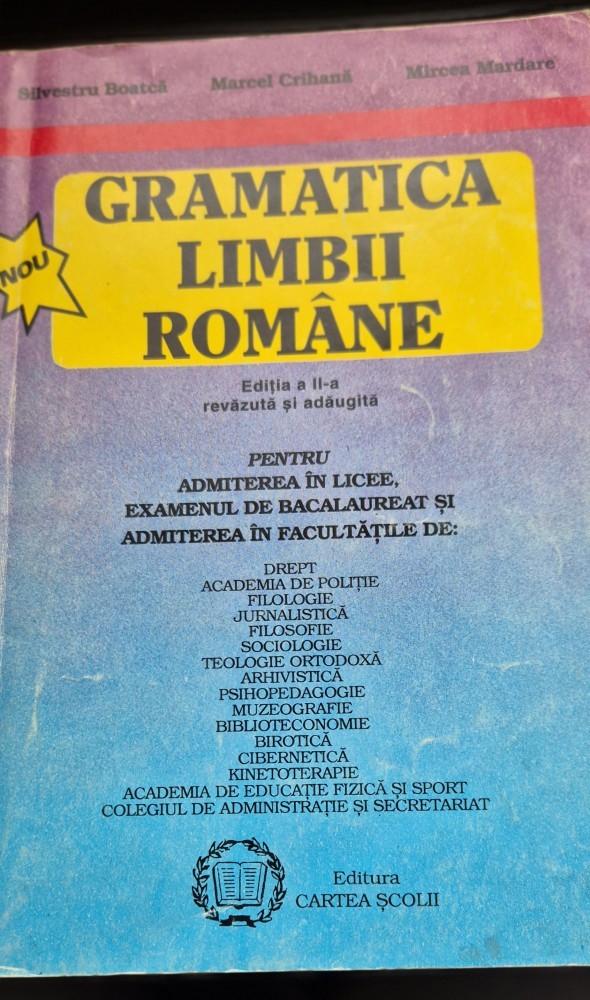 Silvestru Boatcă Marcel Crihană Mircea Mardare
GRAMATICA
LIMBII
ROMÂNE
NOU
Ediția a II-a
revăzută și adăugită
PENTRU
ADMITEREA ÎN LICEE,
EXAMENUL DE BACALAUREAT ȘI
ADMITEREA ÎN FACULTĂȚILE DE:
DREPT
ACADEMIA DE POLIȚIE
FILOLOGIE
JURNALISTICĂ
FILOSOFIE
SOCIOLOGIE
TEOLOGIE ORTODOXĂ
ARHIVISTICĂ
PSIHOPEDAGOGIE
MUZEOGRAFIE
BIBLIOTECONOMIE
BIROTICĂ
CIBERNETICĂ
KINETOTERAPIE
ACADEMIA DE EDUCAȚIE FIZICĂ ȘI SPORT
COLEGIUL DE ADMINISTRAȚIE ȘI SECRETARIAT
Editura
CARTEA ȘCOLII